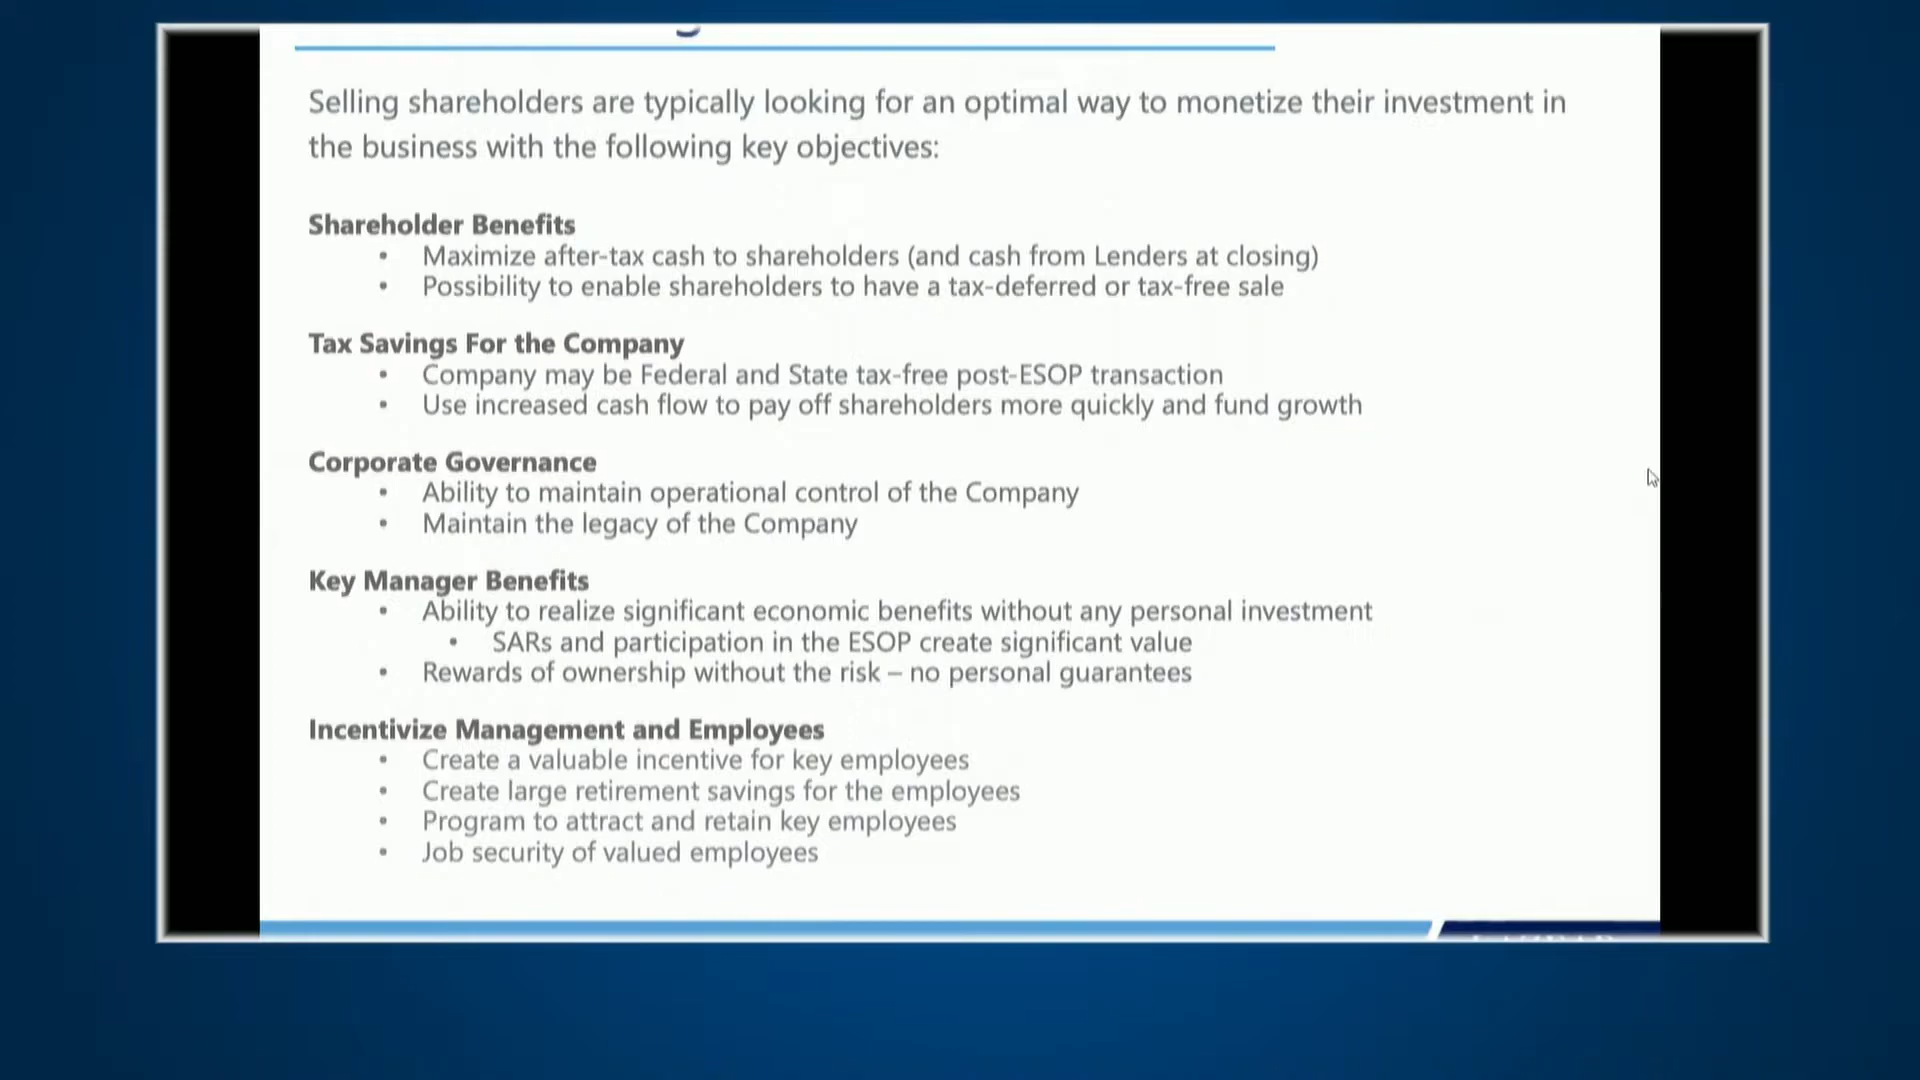 Selling shareholders are typically looking for an optimal way to monetize their investment in
the business with the following key objectives:
Shareholder Benefits
• Maximize after-tax cash to shareholders (and cash from Lenders at closing)
• Possibility to enable shareholders to have a tax-deferred or tax-free sale
Tax Savings For the Company
• Company may be Federal and State tax-free post-ESOP transaction
• Use increased cash flow to pay off shareholders more quickly and fund growth
Corporate Governance
• Ability to maintain operational control of the Company
• Maintain the legacy of the Company
Key Manager Benefits
• Ability to realize significant economic benefits without any personal investment
• SARs and participation in the ESOP create significant value
• Rewards of ownership without the risk – no personal guarantees
Incentivize Management and Employees
• Create a valuable incentive for key employees
• Create large retirement savings for the employees
• Program to attract and retain key employees
• Job security of valued employees